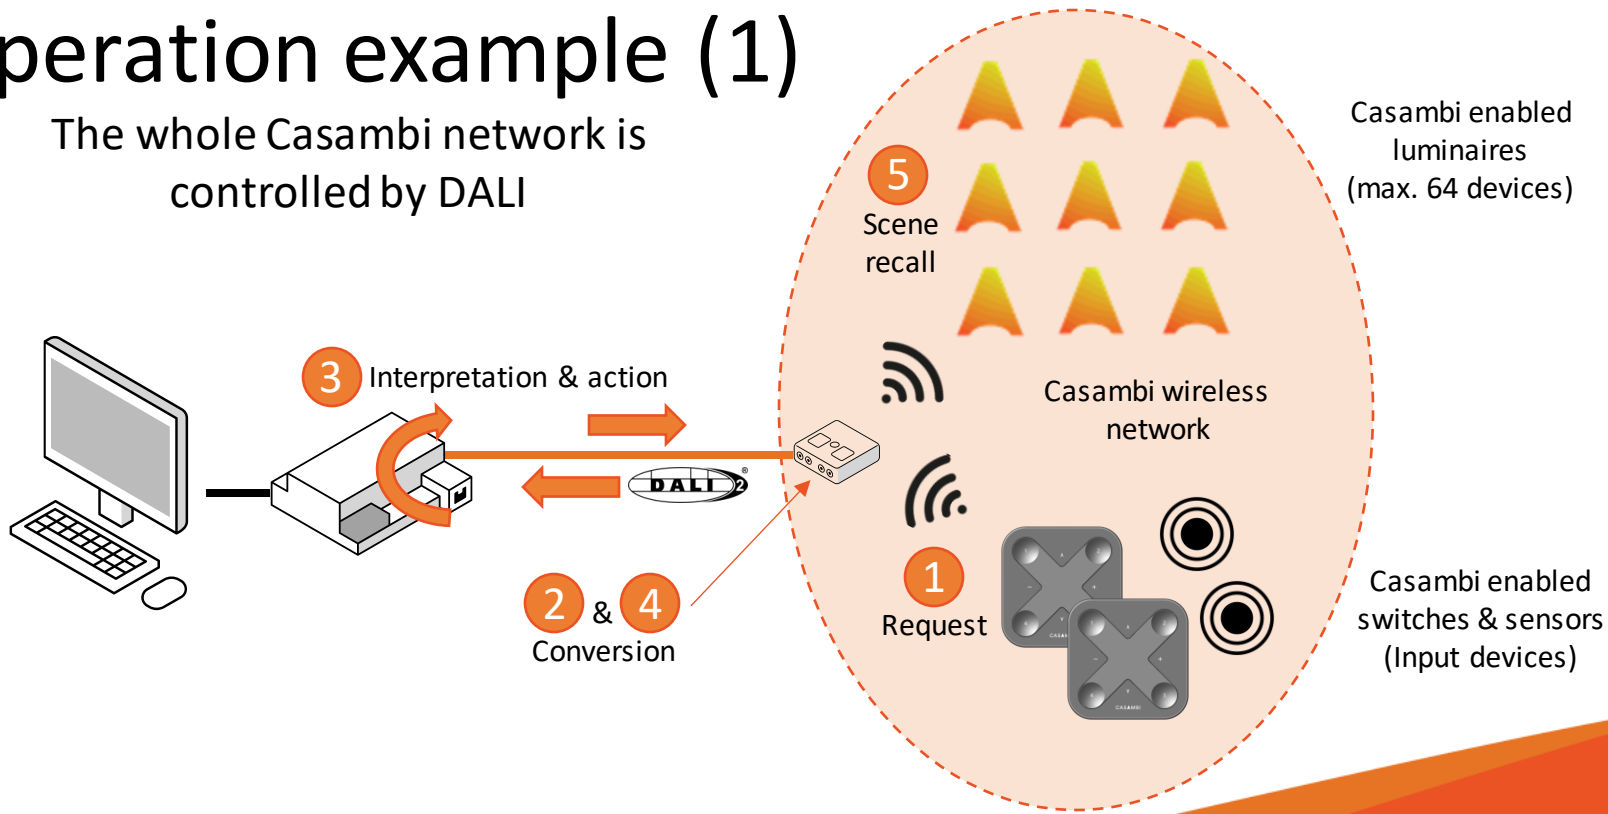 peration example (1)
The whole Casambi network is
controlled by DALI
Casambi enabled
luminaires
(max. 64 devices)
5
Scene
recall
3 Interpretation & action
Casambi wireless
network
DALI 2®
2 & 4
Conversion
1
Request
Casambi enabled
switches & sensors
(Input devices)
CASAMBI